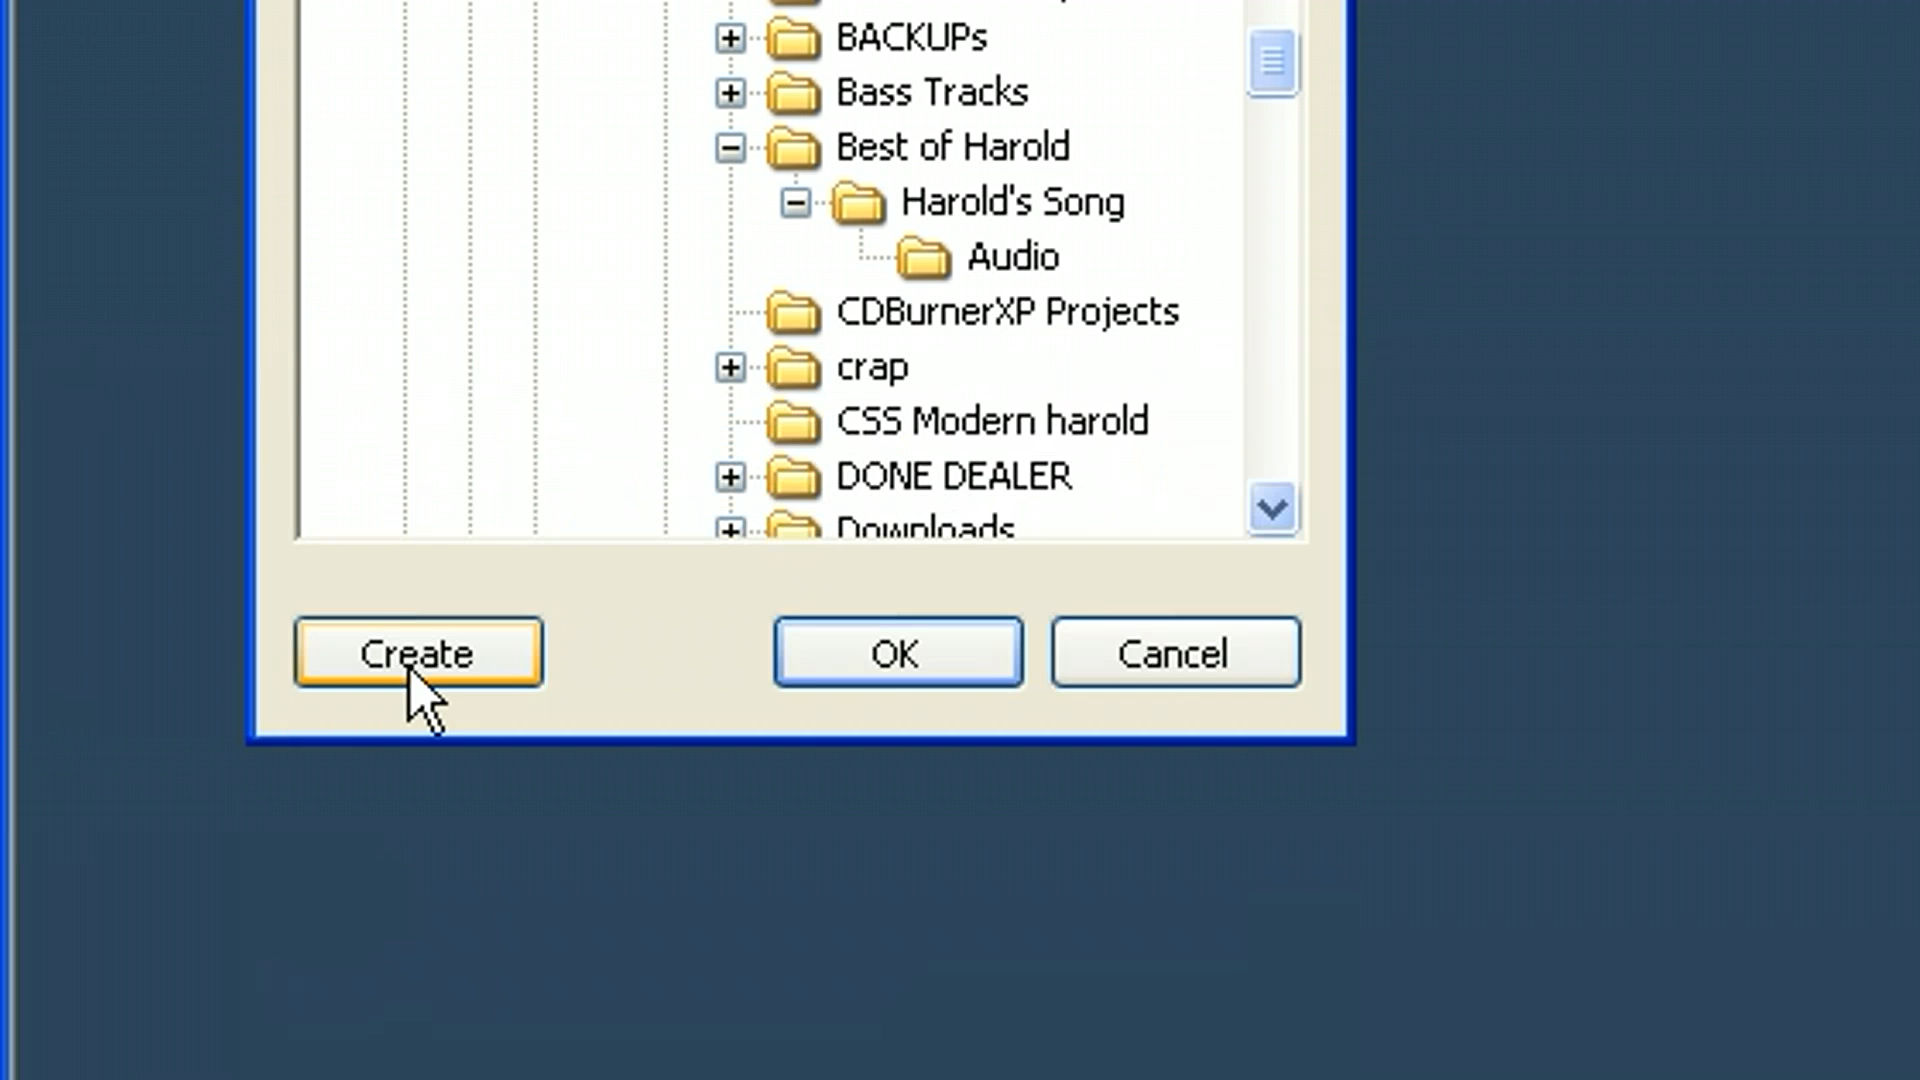 BACKUPs
Bass Tracks
Best of Harold
Harold's Song
Audio
CDBurnerXP Projects
crap
CSS Modern harold
DONE DEALER
Downloads
Create
OK
Cancel